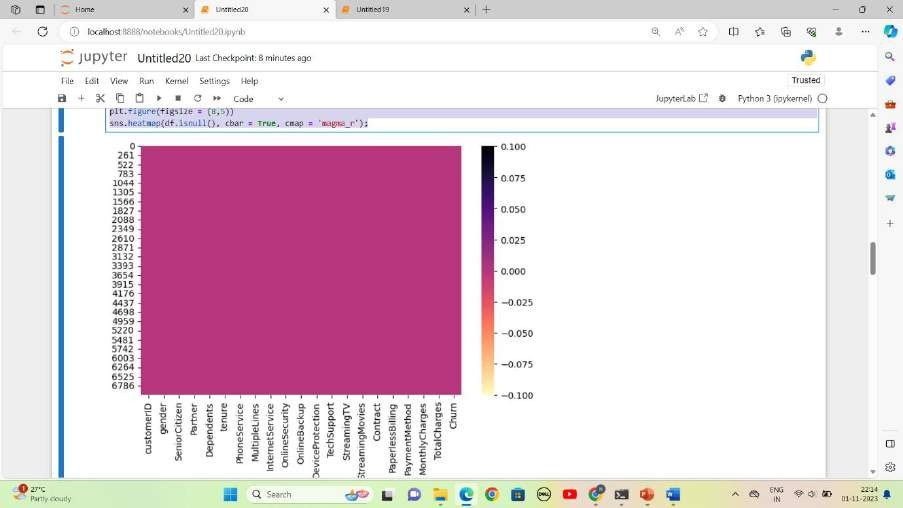 Home
Untitled20
Untitled19
localhost:8888/notebooks/Untitled20.ipynb
jupyter Untitled20 Last Checkpoint: 8 minutes ago
File Edit View Run Kernel Settings Help
Trusted
Code
JupyterLab
Python 3 (ipykernel)
plt.figure(figsize = (8,5))
sns.heatmap(df.isnull(), cbar = True, cmap = 'magma_r');
0
261
522
783
1044
1305
1566
1827
2088
2349
2610
2871
3132
3393
3654
3915
4176
4437
4698
4959
5220
5481
5742
6003
6264
6525
6786
0.100
0.075
0.050
0.025
0.000
−0.025
−0.050
−0.075
−0.100
customerID
gender
SeniorCitizen
Partner
Dependents
tenure
PhoneService
MultipleLines
InternetService
OnlineSecurity
OnlineBackup
DeviceProtection
TechSupport
StreamingTV
StreamingMovies
Contract
PaperlessBilling
PaymentMethod
MonthlyCharges
TotalCharges
Churn
1
27°C
Partly cloudy
Search
DELL
ENG
IN
22:14
01-11-2023